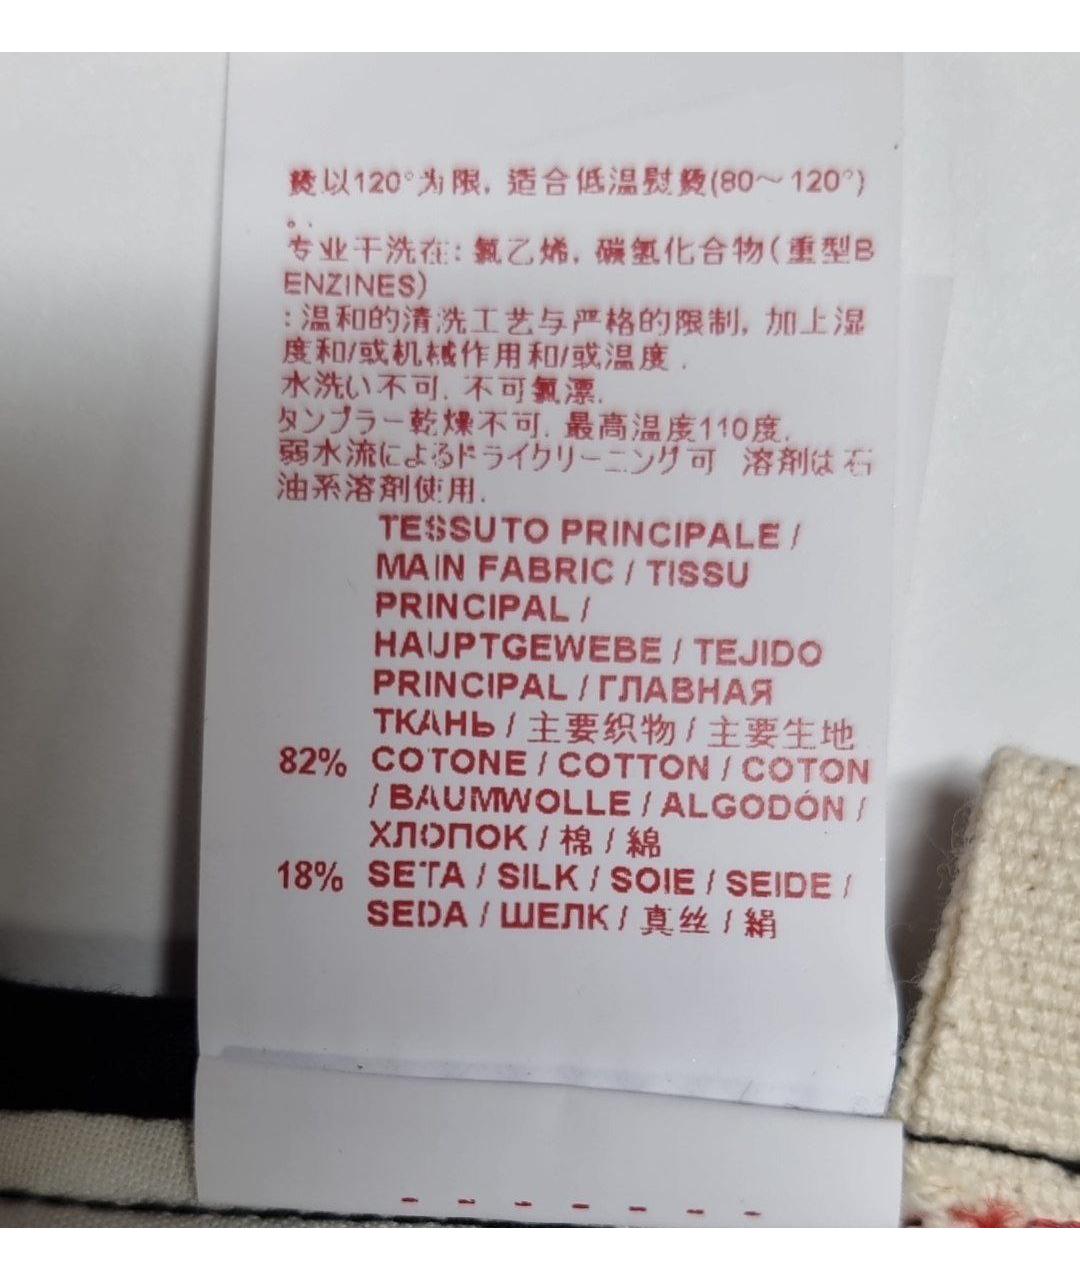 烫以120°为限, 适合低温熨烫(80～120°)
。.
专业干洗在: 氯乙烯, 碳氢化合物(重型B
ENZINES)
: 温和的清洗工艺与严格的限制, 加上湿
度和/或机械作用和/或温度 .
水洗い不可. 不可氯漂.
タンブラー乾燥不可. 最高温度110度.
弱水流によるドライクリーニング可 溶剤は石
油系溶剤使用.
TESSUTO PRINCIPALE /
MAIN FABRIC / TISSU
PRINCIPAL /
HAUPTGEWEBE / TEJIDO
PRINCIPAL / ГЛАВНАЯ
ТКАНЬ / 主要织物 / 主要生地
82% COTONE / COTTON / COTON
/ BAUMWOLLE / ALGODÓN /
ХЛОПОК / 棉 / 綿
18% SETA / SILK / SOIE / SEIDE /
SEDA / ШЕЛК / 真丝 / 絹